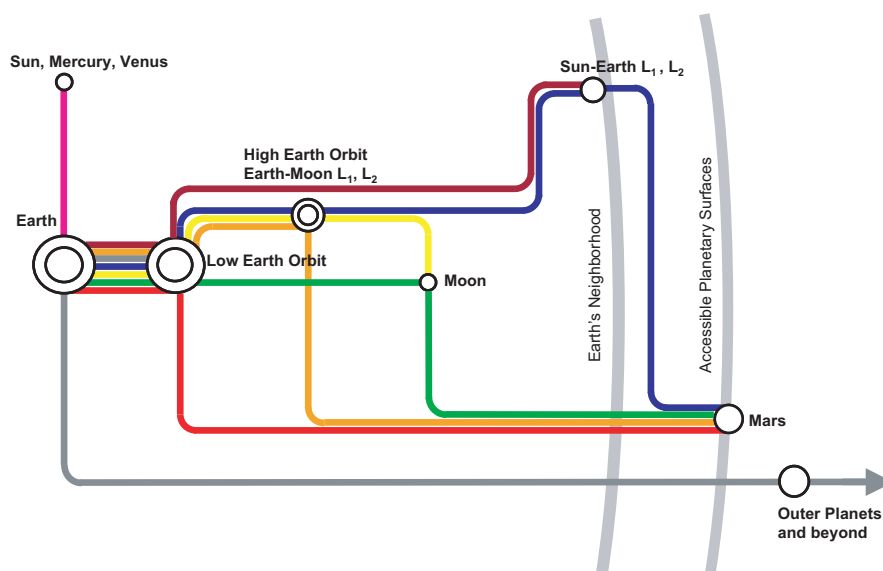 Sun, Mercury, Venus
Sun-Earth L1 , L2
High Earth Orbit
Earth-Moon L1, L2
Earth
Low Earth Orbit
Moon
Earth's Neighborhood
Accessible Planetary Surfaces
Mars
Outer Planets
and beyond